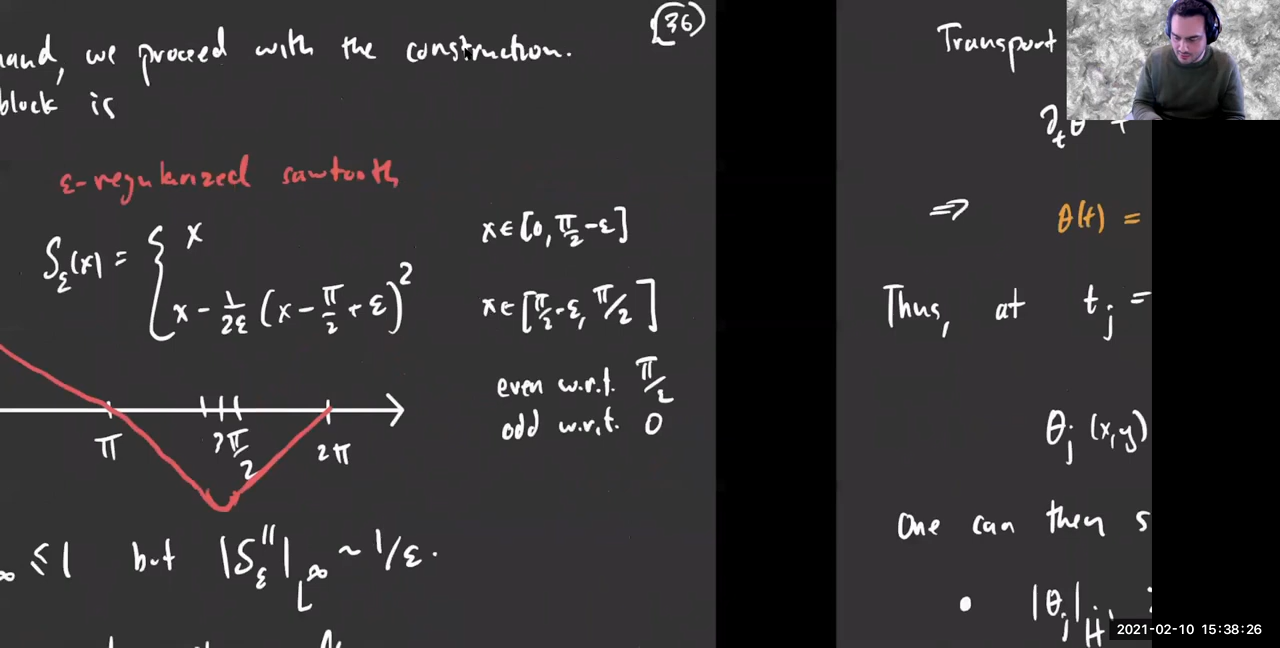 hand, we proceed with the construction.
(36)
block is
ε-regularized sawtooth
S_ε(x) = { x    x ∈ [0, π/2 - ε]
x - 1/2ε (x - π/2 + ε)^2    x ∈ [π/2 - ε, π/2]
even w.r.t. π/2
odd w.r.t. 0
π    3π/2    2π
∞ ≤ 1 but |S_ε''|_L^∞ ~ 1/ε.
Transport
∂_t θ +
⇒ θ(t) =
Thus, at t_j =
θ_j (x,y)
One can then s
• |θ_j|_Ḣ
2021-02-10 15:38:26